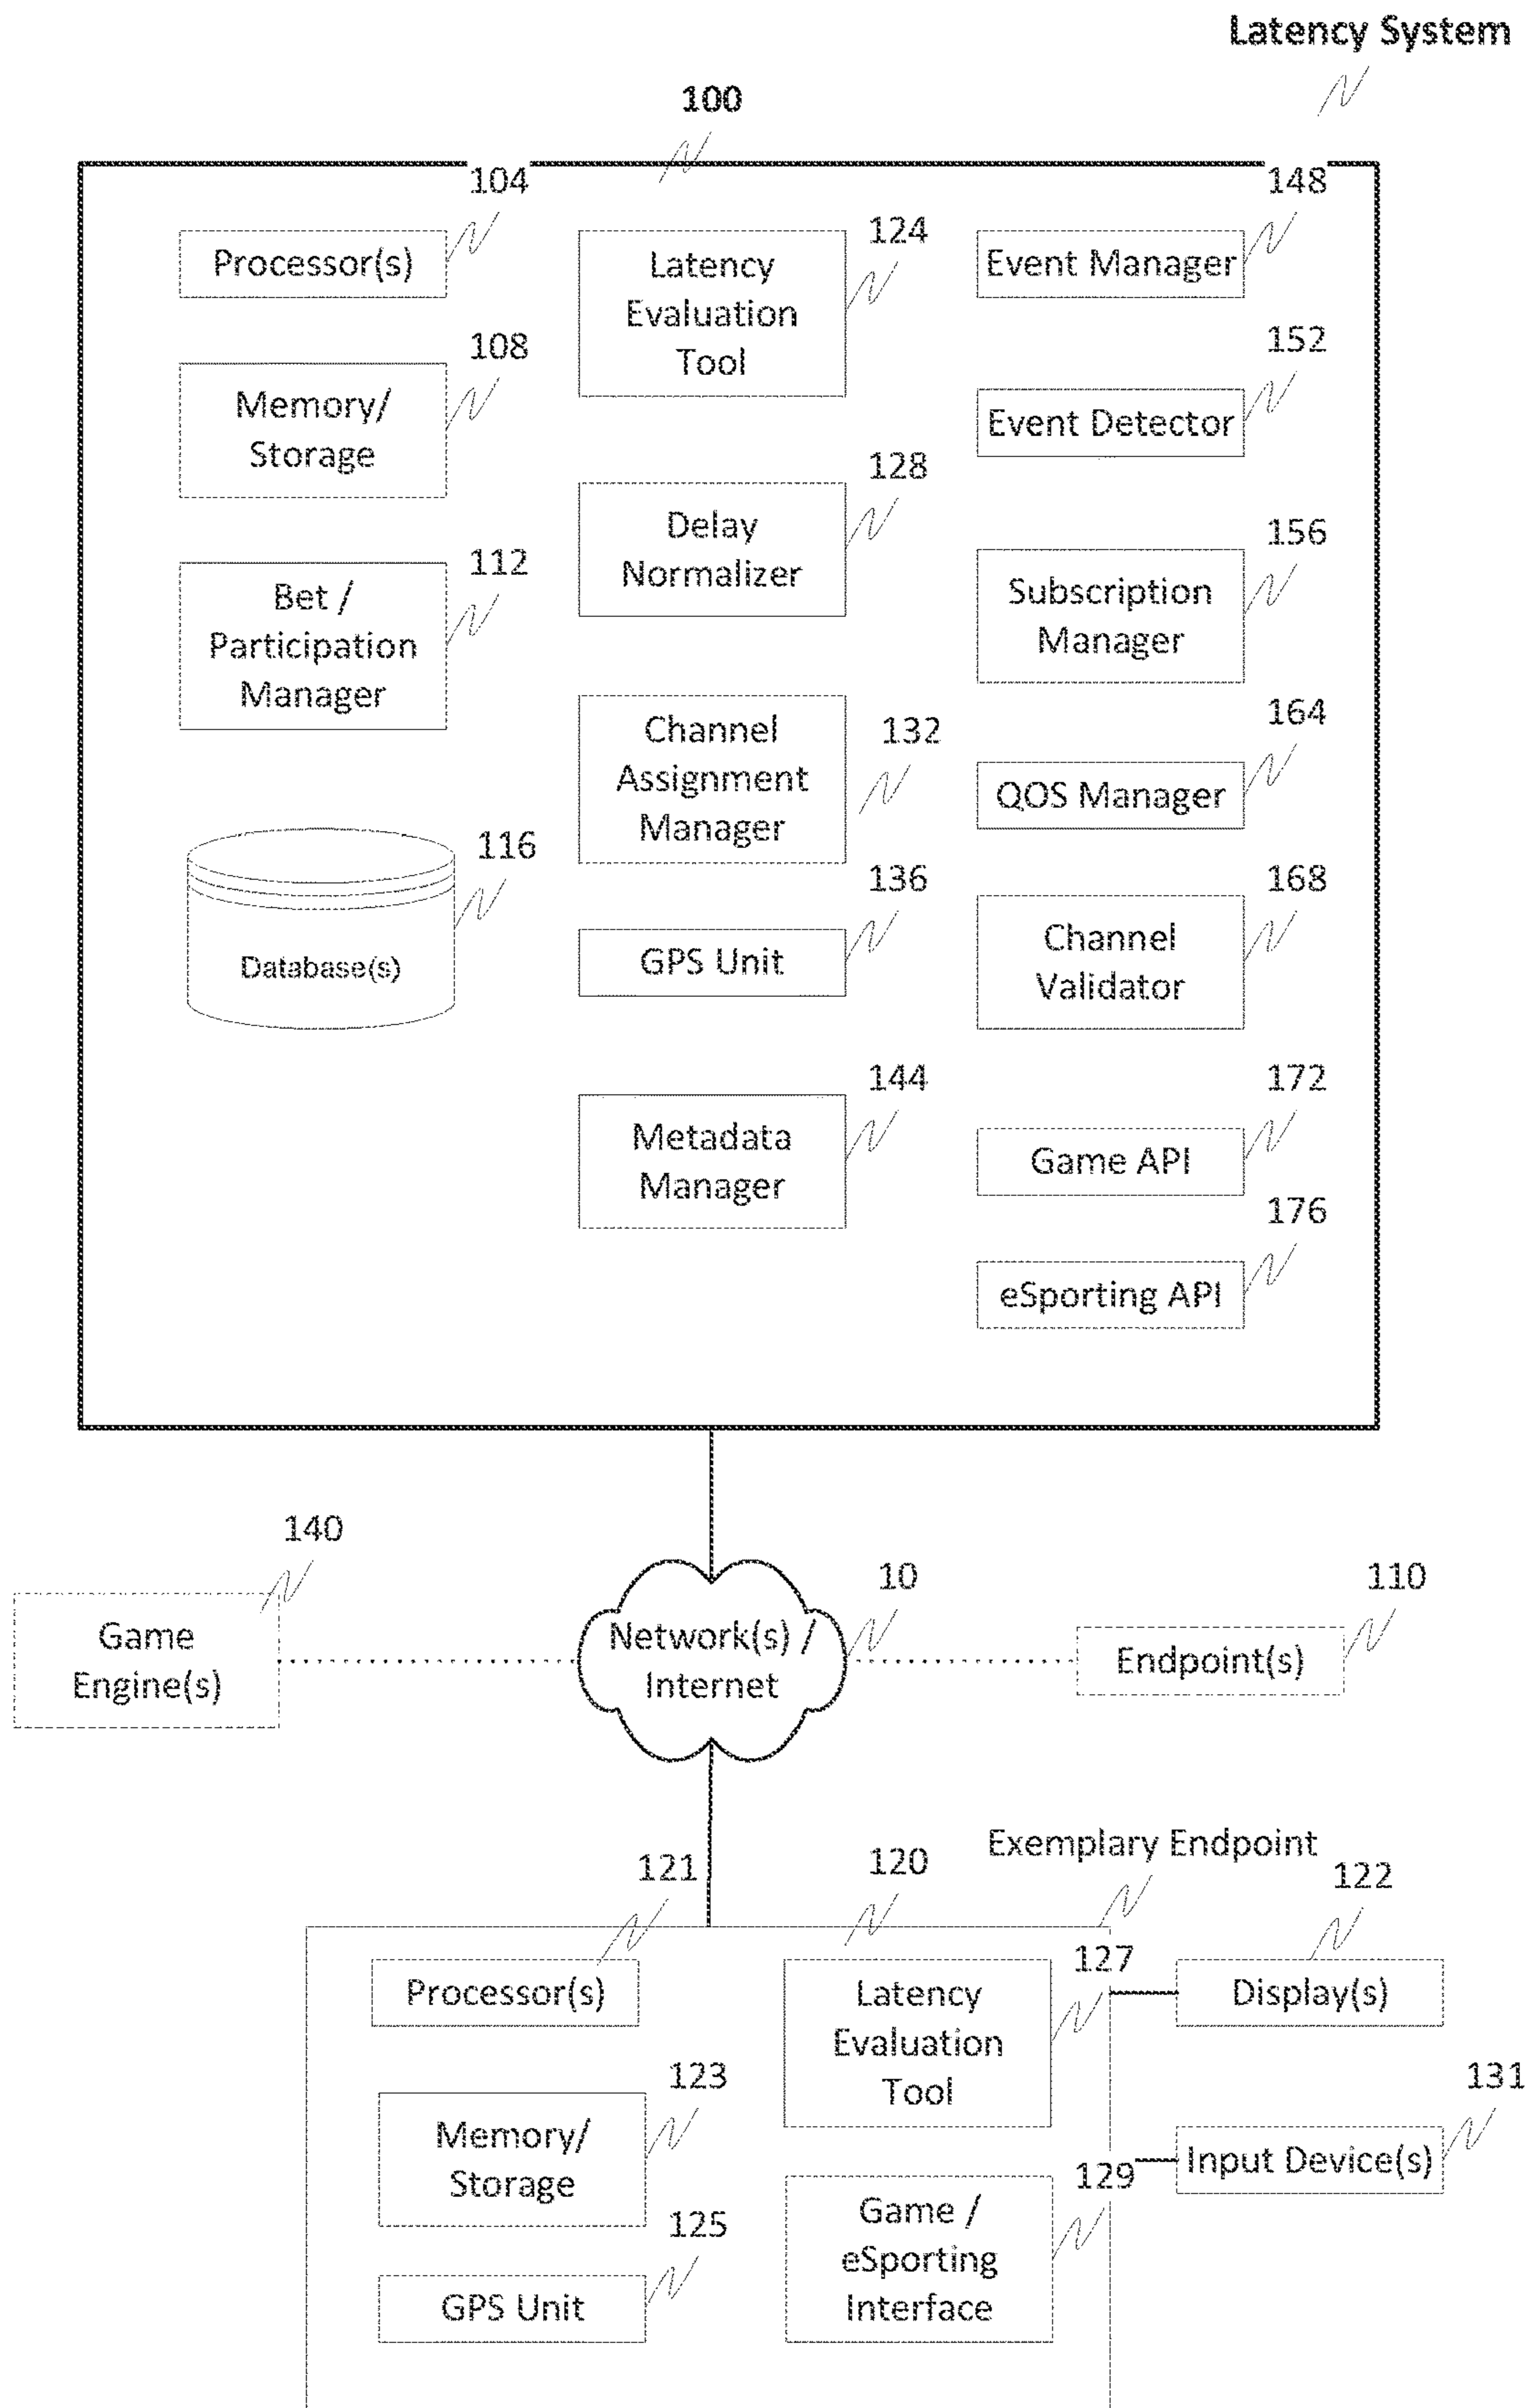 Latency System
100
104
Processor(s)
108
Memory/
Storage
112
Bet /
Participation
Manager
116
Database(s)
124
Latency
Evaluation
Tool
128
Delay
Normalizer
132
Channel
Assignment
Manager
136
GPS Unit
144
Metadata
Manager
148
Event Manager
152
Event Detector
156
Subscription
Manager
164
QOS Manager
168
Channel
Validator
172
Game API
176
eSporting API
140
Game
Engine(s)
10
Network(s) /
Internet
110
Endpoint(s)
Exemplary Endpoint
120
121
Processor(s)
123
Memory/
Storage
125
GPS Unit
127
Latency
Evaluation
Tool
129
Game /
eSporting
Interface
122
Display(s)
131
Input Device(s)